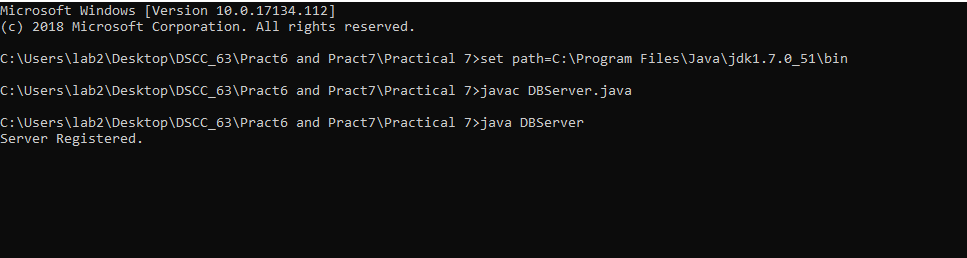 Microsoft Windows [Version 10.0.17134.112]
(c) 2018 Microsoft Corporation. All rights reserved.
C:\Users\lab2\Desktop\DSCC_63\Pract6 and Pract7\Practical 7>set path=C:\Program Files\Java\jdk1.7.0_51\bin
C:\Users\lab2\Desktop\DSCC_63\Pract6 and Pract7\Practical 7>javac DBServer.java
C:\Users\lab2\Desktop\DSCC_63\Pract6 and Pract7\Practical 7>java DBServer
Server Registered.